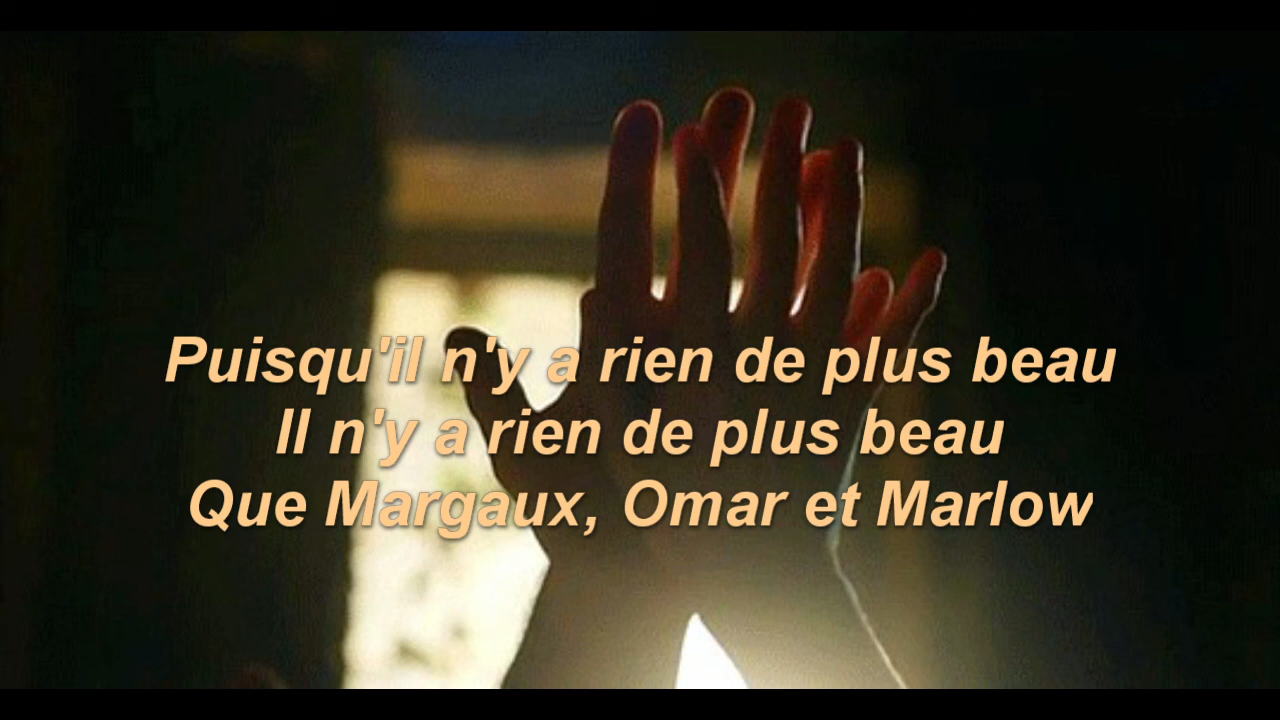 Puisqu'il n'y a rien de plus beau
Il n'y a rien de plus beau
Que Margaux, Omar et Marlow